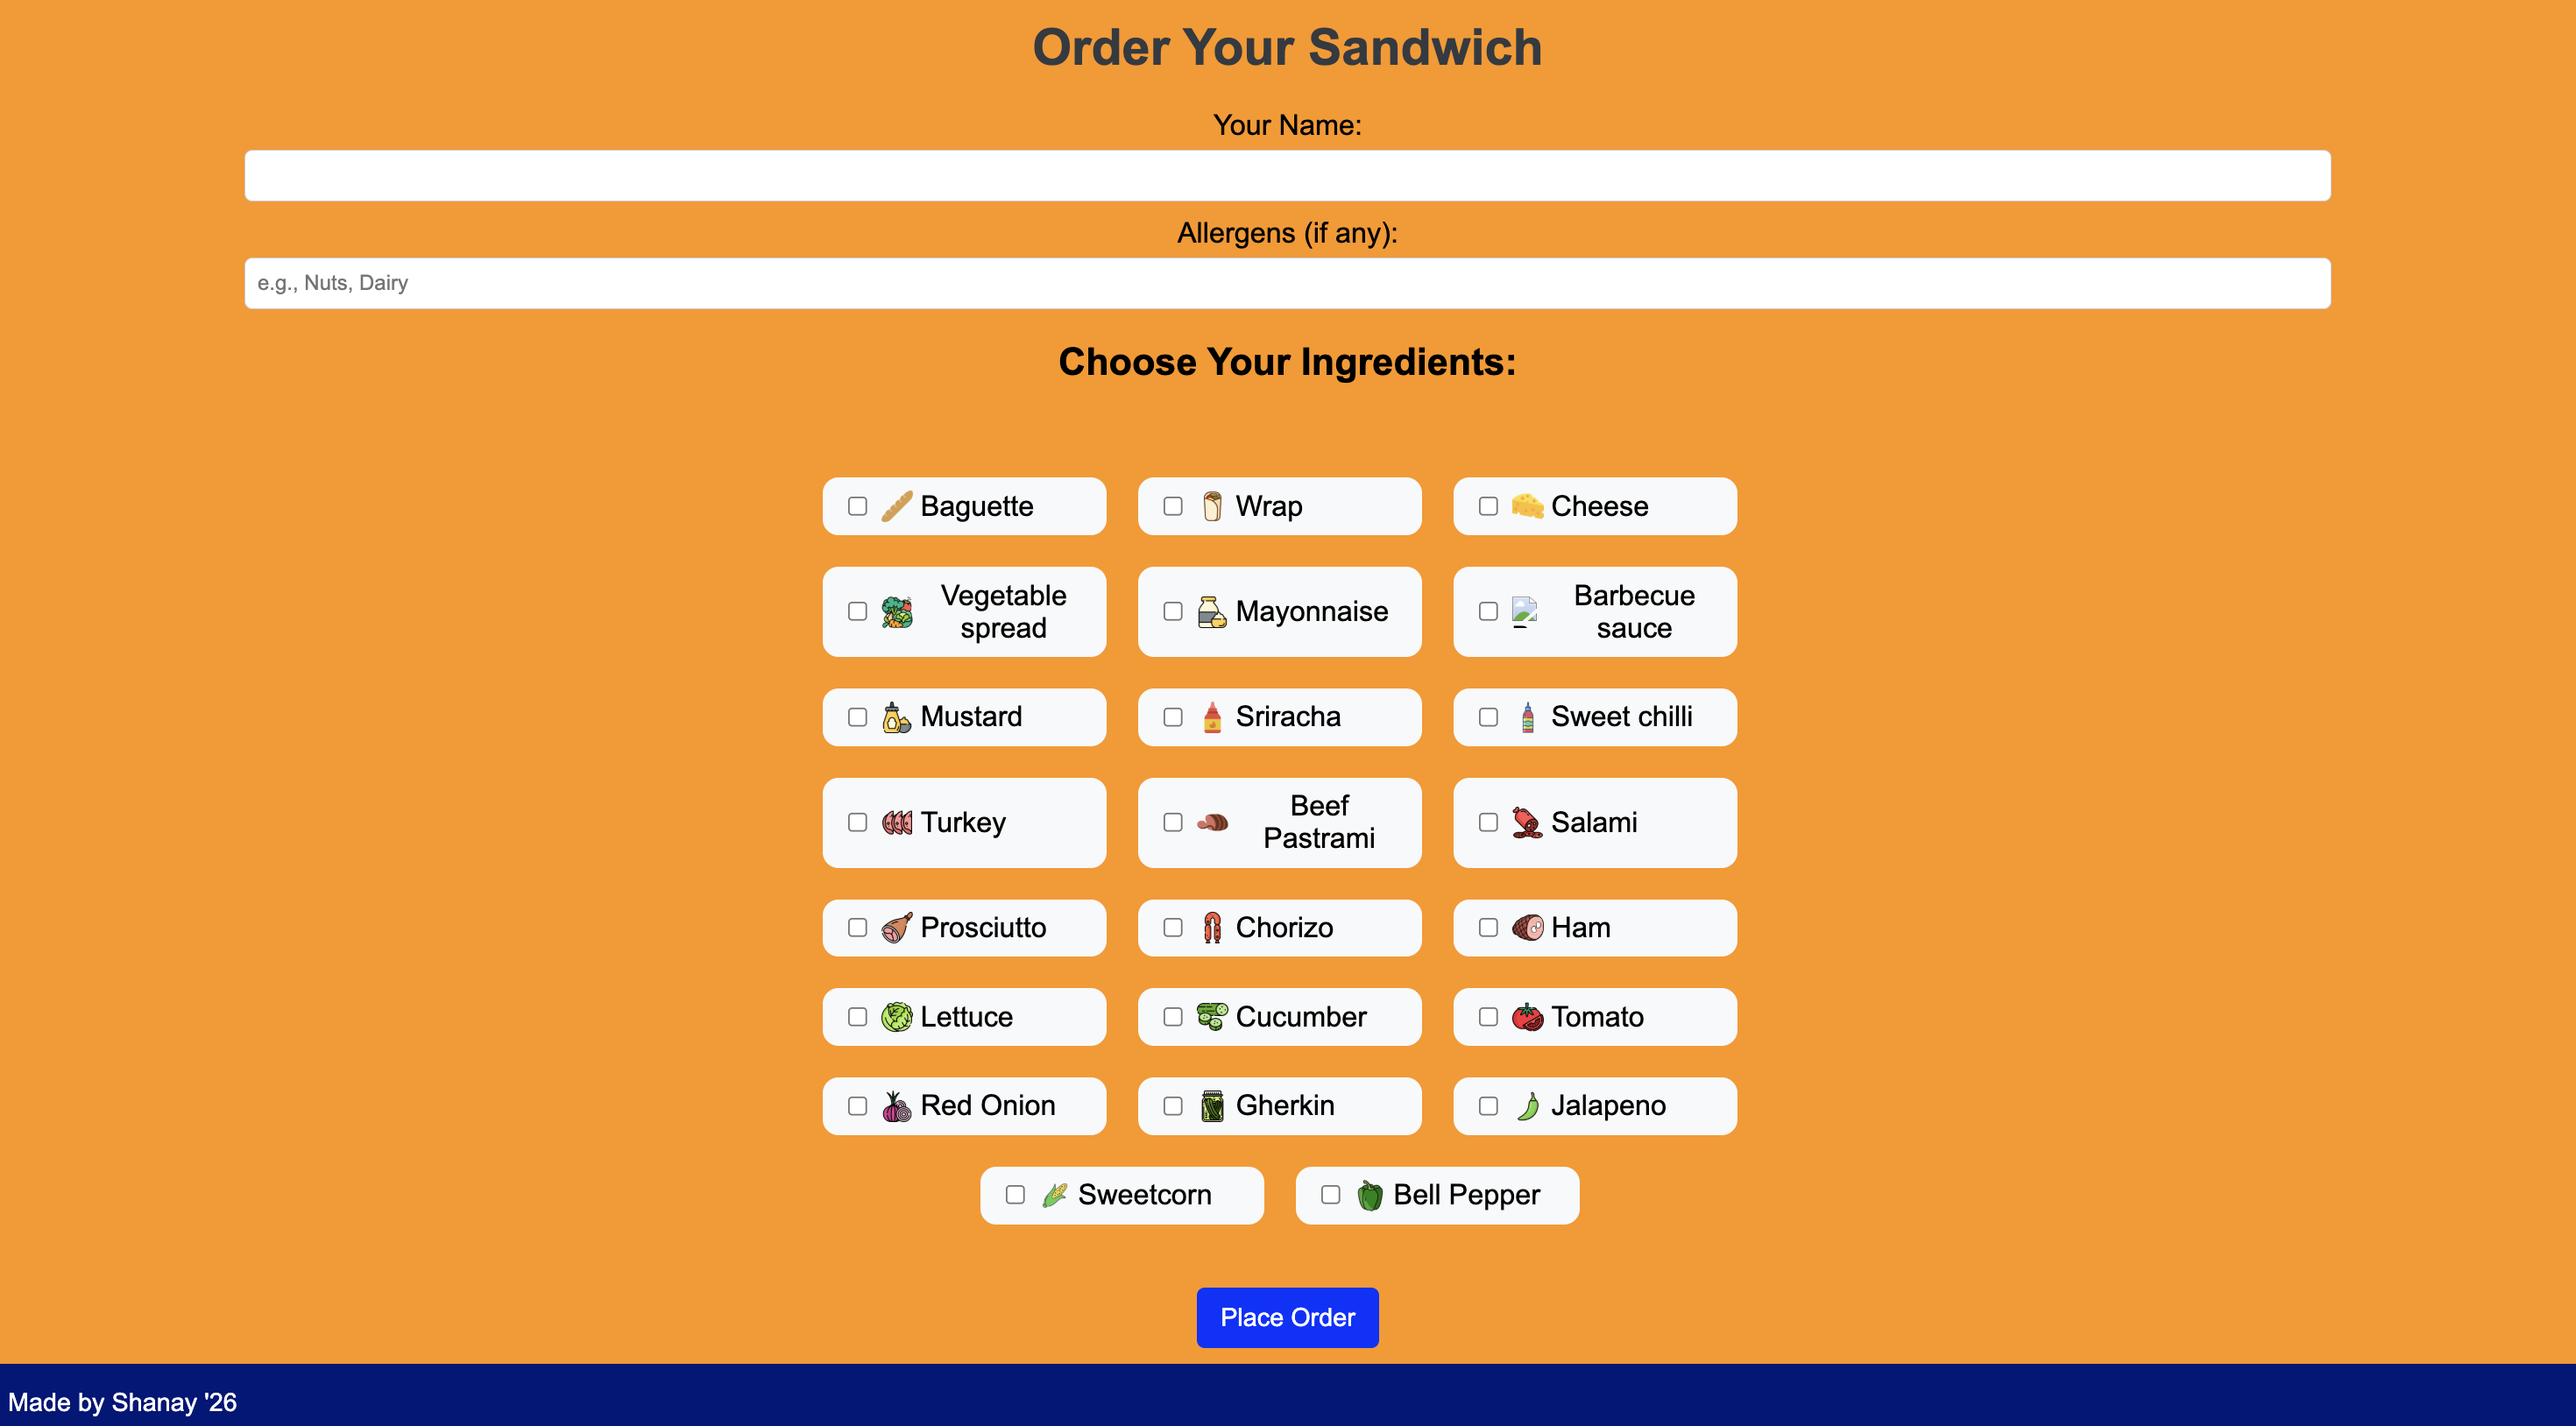 Order Your Sandwich
Your Name:
Allergens (if any):
e.g., Nuts, Dairy
Choose Your Ingredients:
Baguette
Wrap
Cheese
Vegetable
spread
Mayonnaise
Barbecue
sauce
Mustard
Sriracha
Sweet chilli
Turkey
Beef
Pastrami
Salami
Prosciutto
Chorizo
Ham
Lettuce
Cucumber
Tomato
Red Onion
Gherkin
Jalapeno
Sweetcorn
Bell Pepper
Place Order
Made by Shanay '26